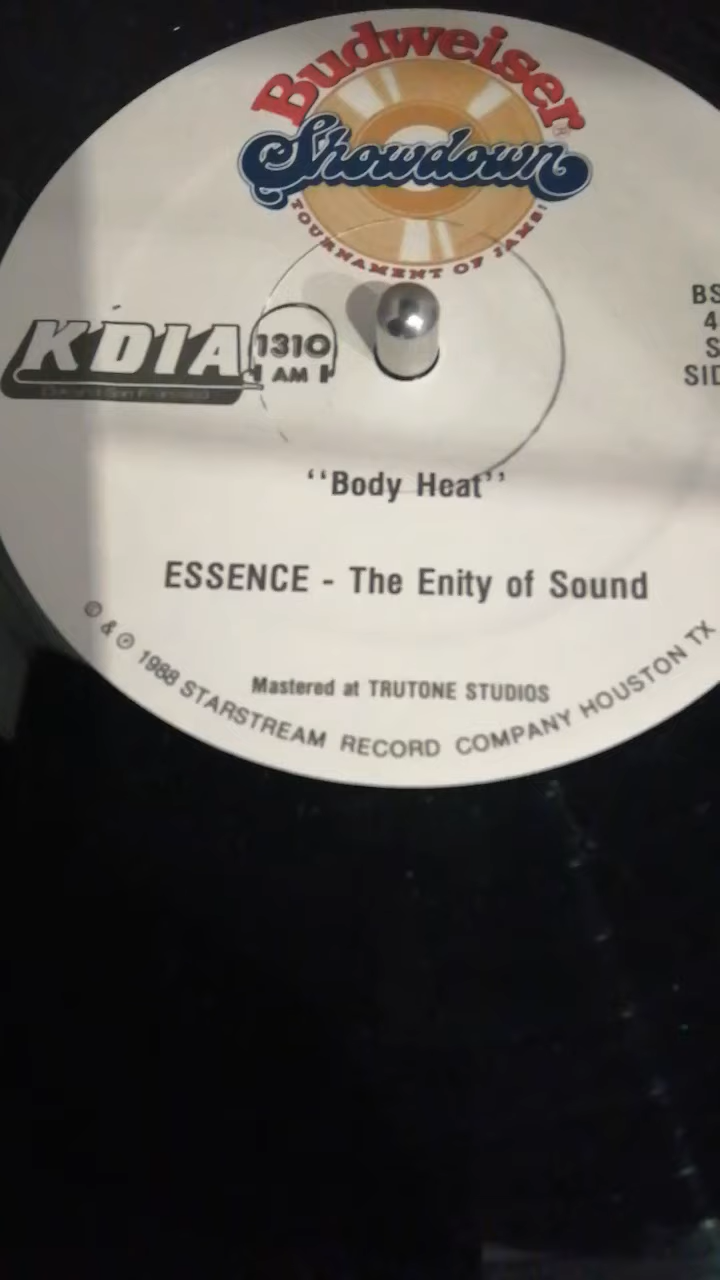 Budweiser®
Showdown
TOURNAMENT OF JAMS!
KDIA
1310
AM
BS
4
S
SID
"Body Heat"
ESSENCE - The Enity of Sound
Mastered at TRUTONE STUDIOS
© & ℗ 1988 STARSTREAM RECORD COMPANY HOUSTON TX